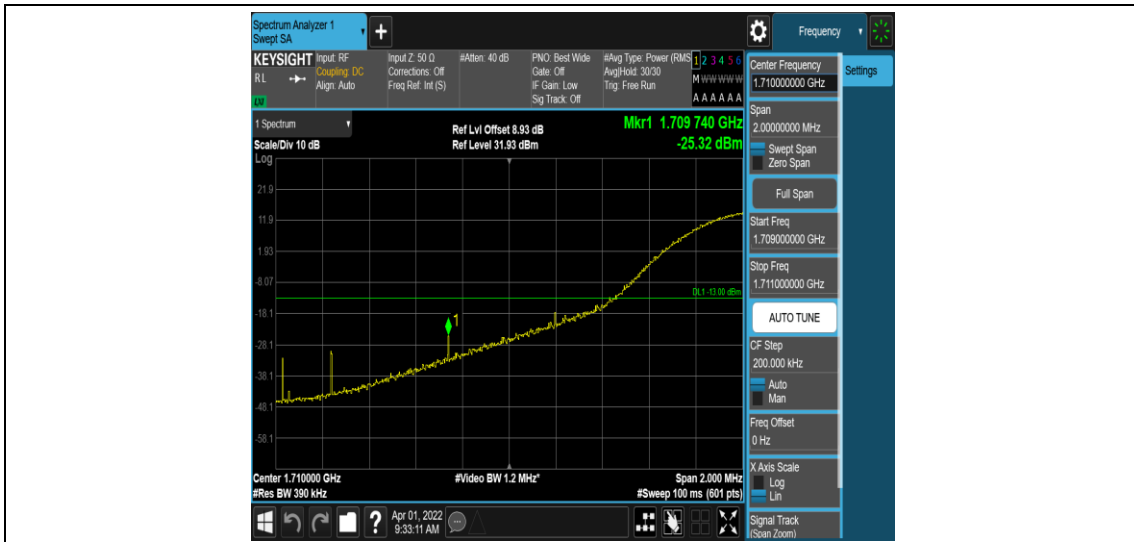 Spectrum Analyzer 1
Swept SA
Frequency
KEYSIGHT
RL
Input: RF
Coupling: DC
Align: Auto
Input Z: 50 Ω
Corrections: Off
Freq Ref: Int (S)
#Atten: 40 dB
PNO: Best Wide
Gate: Off
IF Gain: Low
Sig Track: Off
#Avg Type: Power (RMS
Avg|Hold: 30/30
Trig: Free Run
1 2 3 4 5 6
M W W W W W
A A A A A A
1 Spectrum
Scale/Div 10 dB
Ref Lvl Offset 8.93 dB
Ref Level 31.93 dBm
Mkr1 1.709 740 GHz
-25.32 dBm
Log
21.9
11.9
1.93
-8.07
DL1 -13.00 dBm
-18.1
1
-28.1
-38.1
-48.1
-58.1
Center 1.710000 GHz
#Res BW 390 kHz
#Video BW 1.2 MHz*
Span 2.000 MHz
#Sweep 100 ms (601 pts)
Apr 01, 2022
9:33:11 AM
Center Frequency
1.710000000 GHz
Settings
Span
2.00000000 MHz
Swept Span
Zero Span
Full Span
Start Freq
1.709000000 GHz
Stop Freq
1.711000000 GHz
AUTO TUNE
CF Step
200.000 kHz
Auto
Man
Freq Offset
0 Hz
X Axis Scale
Log
Lin
Signal Track
(Span Zoom)